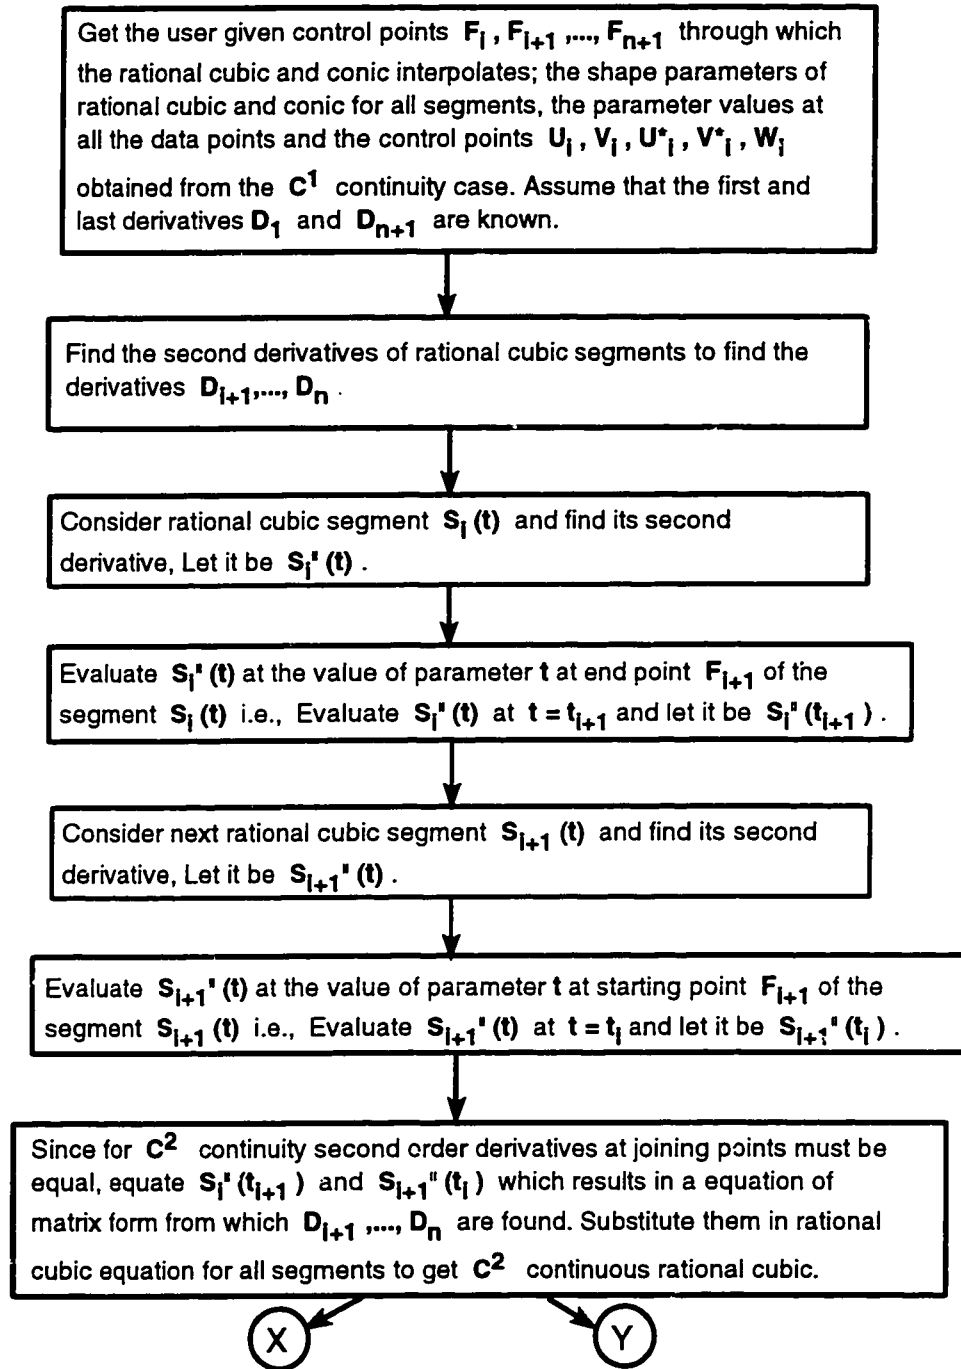 Get the user given control points F_i , F_{i+1} ,..., F_{n+1} through which
the rational cubic and conic interpolates; the shape parameters of
rational cubic and conic for all segments, the parameter values at
all the data points and the control points U_i , V_i , U*_i , V*_i , W_i
obtained from the C^1 continuity case. Assume that the first and
last derivatives D_1 and D_{n+1} are known.
Find the second derivatives of rational cubic segments to find the
derivatives D_{i+1},..., D_n .
Consider rational cubic segment S_i (t) and find its second
derivative, Let it be S_i" (t) .
Evaluate S_i" (t) at the value of parameter t at end point F_{i+1} of the
segment S_i (t) i.e., Evaluate S_i" (t) at t = t_{i+1} and let it be S_i" (t_{i+1} ) .
Consider next rational cubic segment S_{i+1} (t) and find its second
derivative, Let it be S_{i+1}" (t) .
Evaluate S_{i+1}" (t) at the value of parameter t at starting point F_{i+1} of the
segment S_{i+1} (t) i.e., Evaluate S_{i+1}" (t) at t = t_i and let it be S_{i+1}" (t_i ) .
Since for C^2 continuity second order derivatives at joining points must be
equal, equate S_i" (t_{i+1} ) and S_{i+1}" (t_i ) which results in a equation of
matrix form from which D_{i+1} ,..., D_n are found. Substitute them in rational
cubic equation for all segments to get C^2 continuous rational cubic.
X Y